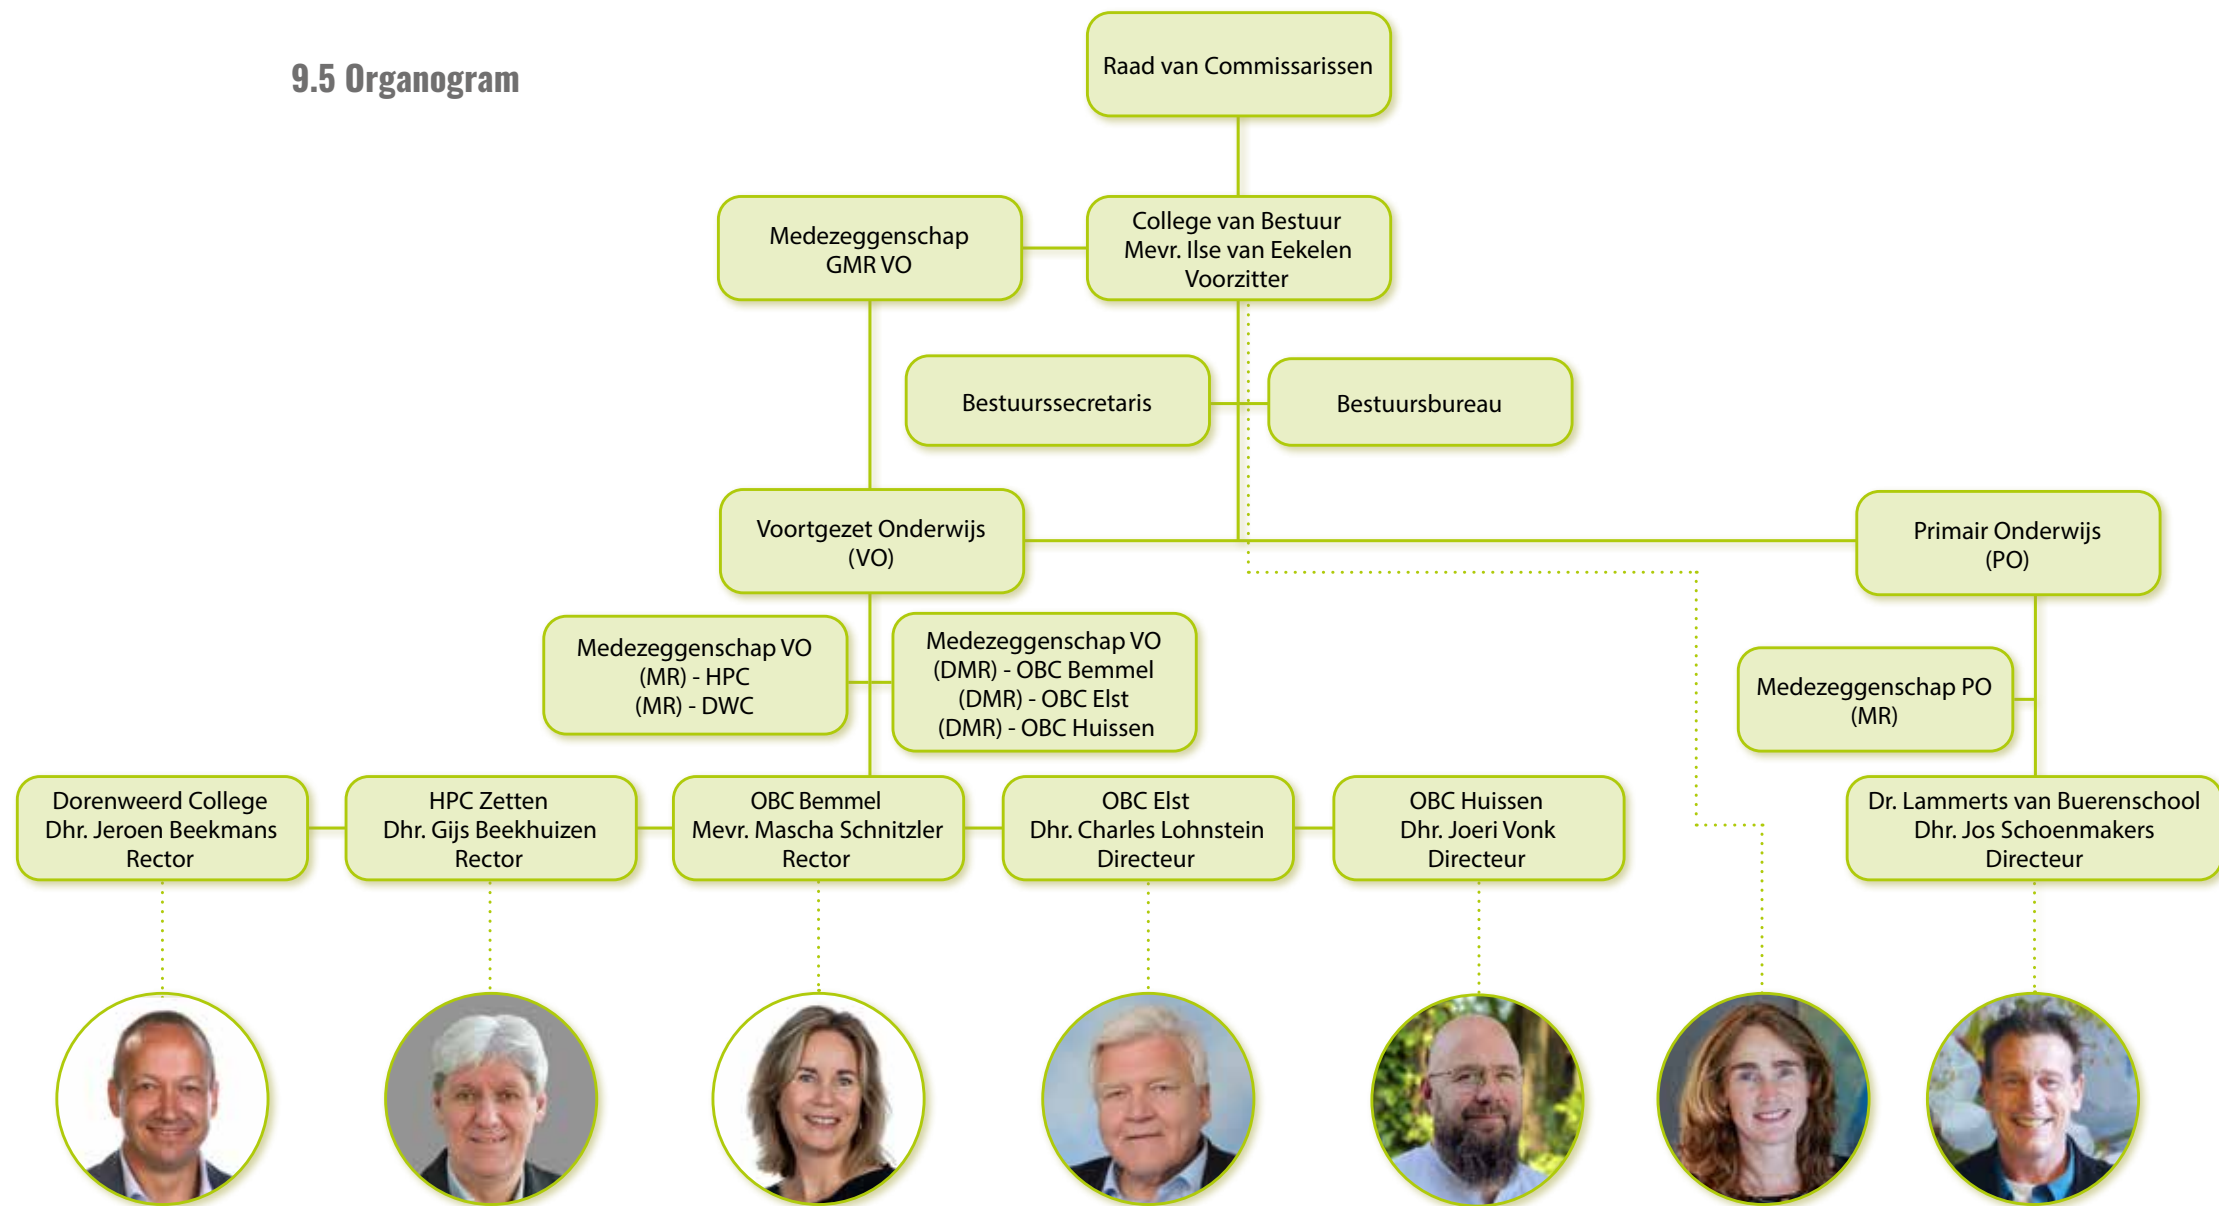 9.5 Organogram
Raad van Commissarissen
Medezeggenschap
GMR VO
College van Bestuur
Mevr. Ilse van Eekelen
Voorzitter
Bestuurssecretaris
Bestuursbureau
Voortgezet Onderwijs
(VO)
Primair Onderwijs
(PO)
Medezeggenschap VO
(MR) - HPC
(MR) - DWC
Medezeggenschap VO
(DMR) - OBC Bemmel
(DMR) - OBC Elst
(DMR) - OBC Huissen
Medezeggenschap PO
(MR)
Dorenweerd College
Dhr. Jeroen Beekmans
Rector
HPC Zetten
Dhr. Gijs Beekhuizen
Rector
OBC Bemmel
Mevr. Mascha Schnitzler
Rector
OBC Elst
Dhr. Charles Lohnstein
Directeur
OBC Huissen
Dhr. Joeri Vonk
Directeur
Dr. Lammerts van Buerenschool
Dhr. Jos Schoenmakers
Directeur